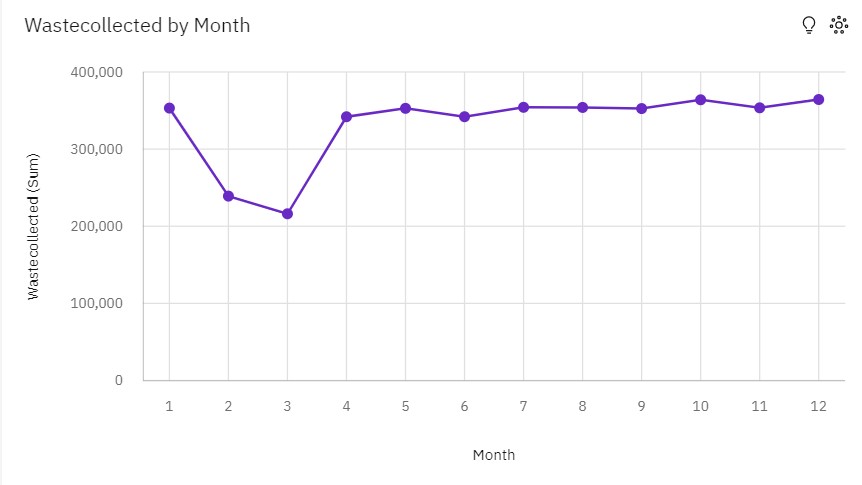 Wastecollected by Month
Wastecollected (Sum)
400,000
300,000
200,000
100,000
0
1 2 3 4 5 6 7 8 9 10 11 12
Month